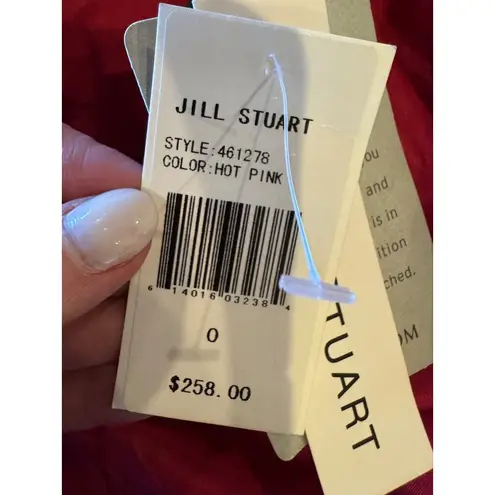 JILL STUART
STYLE:461278
COLOR:HOT PINK
6 14016 03238 4
0
$258.00
TUART
ou
and
is in
ition
ched.
OM